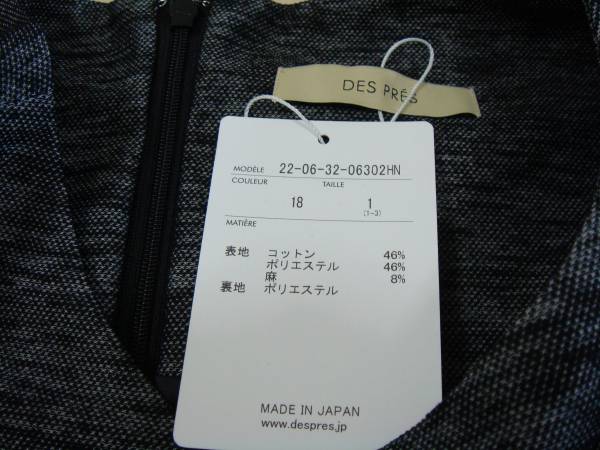 DES PRÉS
MODÈLE 22-06-32-06302HN
COULEUR TAILLE
18 1
(1-3)
MATIÈRE
表地 コットン 46%
ポリエステル 46%
麻 8%
裏地 ポリエステル
MADE IN JAPAN
www.despres.jp